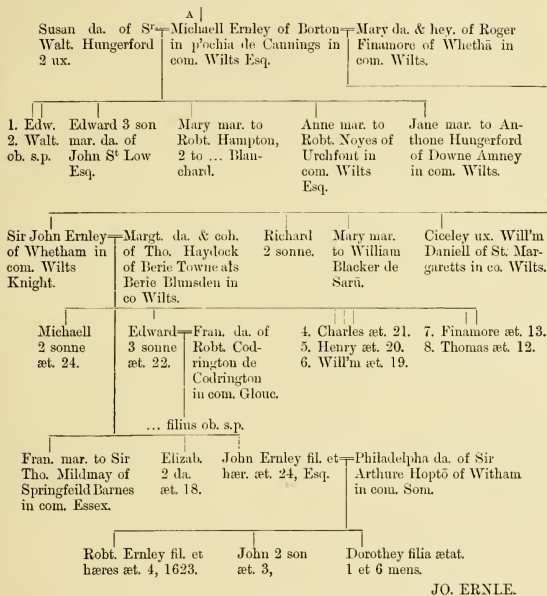 A
Susan da. of Sr Michaell Ernley of Borton Mary da. & hey. of Roger
Walt. Hungerford in p'ochia de Cannings in Finamore of Whethā in
2 ux. com. Wilts Esq. com. Wilts.
1. Edw. Edward 3 son Mary mar. to Anne mar. to Jane mar. to An-
2. Walt. mar. da. of Robt. Hampton, Robt. Noyes of thone Hungerford
ob. s.p. John St Low 2 to ... Blan- Urchfont in of Downe Amney
Esq. chard. com. Wilts in com. Wilts.
Esq.
Sir John Ernley Margt. da. & coh. Richard Mary mar. Ciceley ux. Will'm
of Whetham in of Tho. Haydock 2 sonne. to William Daniell of St. Mar-
com. Wilts of Berie Towne als Blacker de garetts in co. Wilts.
Knight. Berie Blunsden in Sarū.
co Wilts.
Michaell Edward Fran. da. of 4. Charles æt. 21. 7. Finamore æt. 13.
2 sonne 3 sonne Robt. Cod- 5. Henry æt. 20. 8. Thomas æt. 12.
æt. 24. æt. 22. rington de 6. Will'm æt. 19.
Codrington
in com. Glouc.
... filius ob. s.p.
Fran. mar. to Sir Elizab. John Ernley fil. et Philadelpha da. of Sir
Tho. Mildmay of 2 da. hær. æt. 24, Esq. Arthure Hoptō of Witham
Springfeild Barnes æt. 18. in com. Som.
in com. Essex.
Robt. Ernley fil. et John 2 son Dorothey filia ætat.
hæres æt. 4, 1623. æt. 3, 1 et 6 mens.
JO. ERNLE.